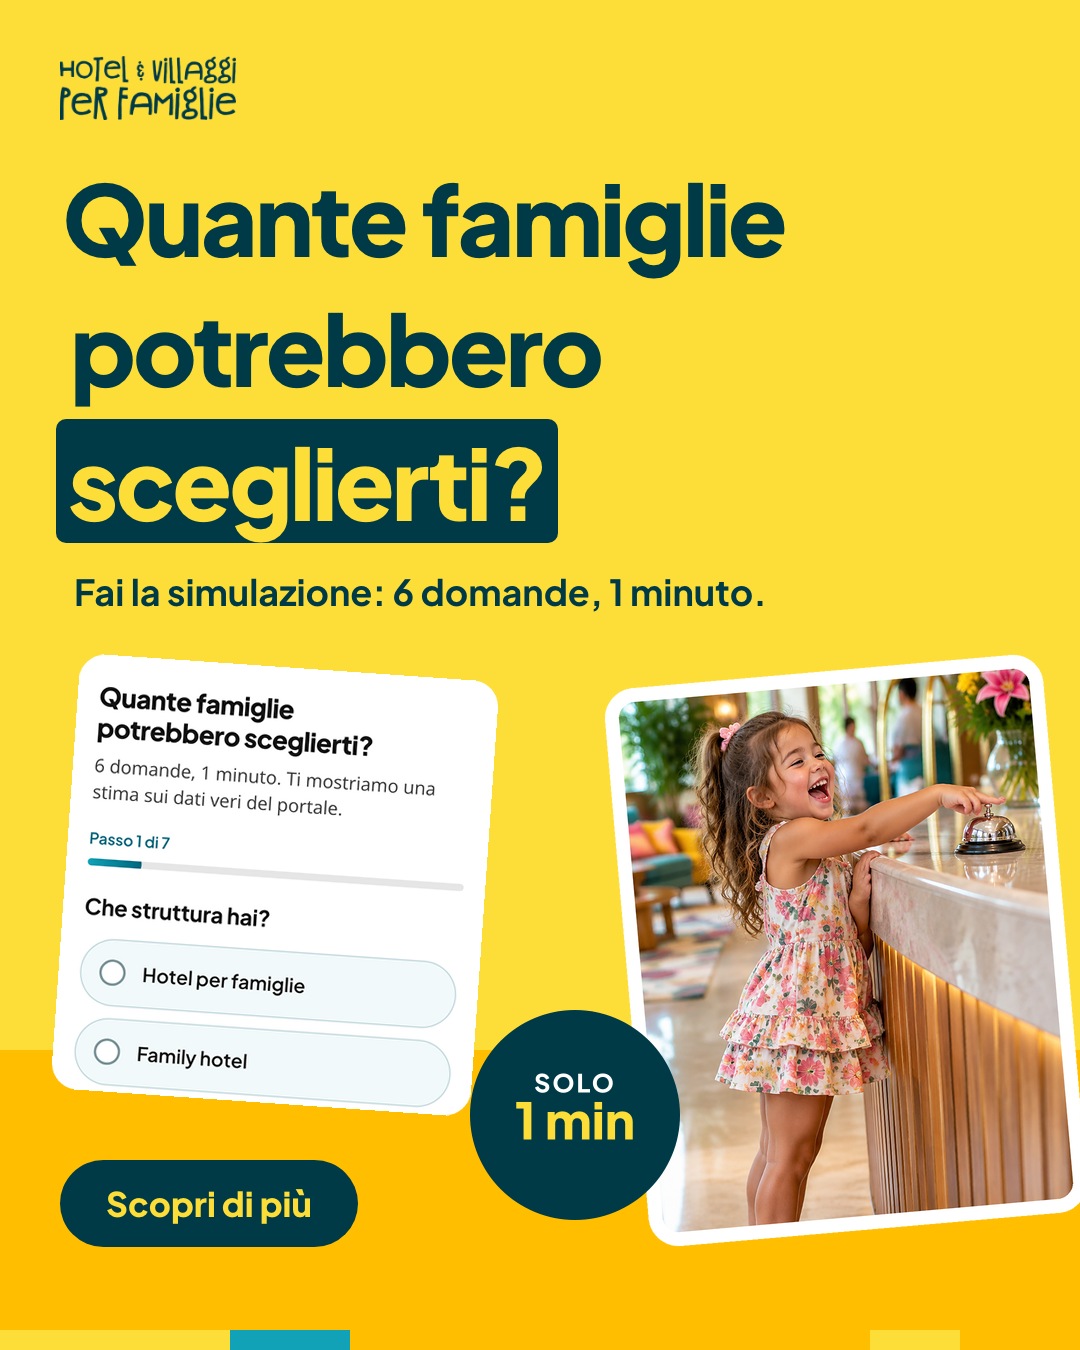 HOTEL & VILLAGGI
PER FAMIGLIE
Quante famiglie
potrebbero
sceglierti?
Fai la simulazione: 6 domande, 1 minuto.
Quante famiglie
potrebbero sceglierti?
6 domande, 1 minuto. Ti mostriamo una
stima sui dati veri del portale.
Passo 1 di 7
Che struttura hai?
Hotel per famiglie
Family hotel
SOLO
1 min
Scopri di più